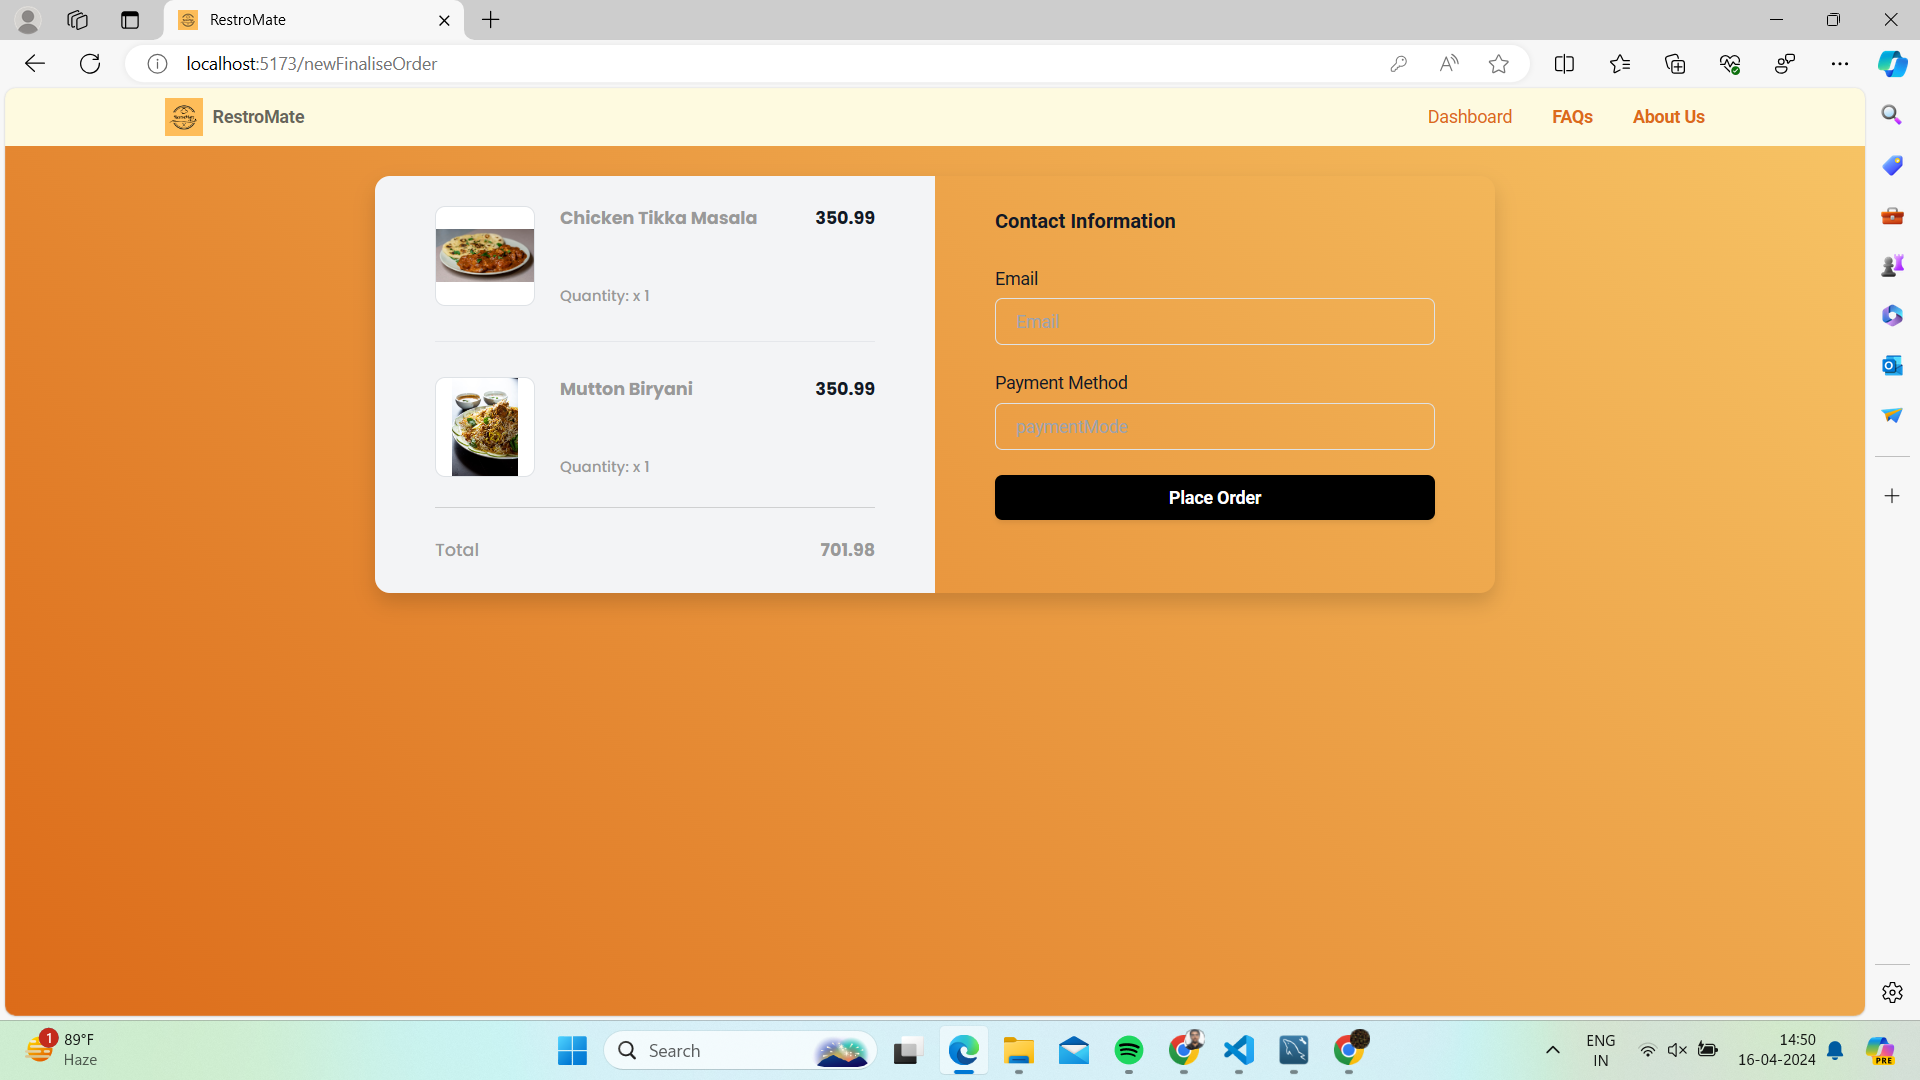 RestroMate
localhost:5173/newFinaliseOrder
RestroMate
Dashboard
FAQs
About Us
Chicken Tikka Masala
350.99
Quantity: x 1
Mutton Biryani
350.99
Quantity: x 1
Total
701.98
Contact Information
Email
Email
Payment Method
paymentMode
Place Order
1
89°F
Haze
Search
ENG
IN
14:50
16-04-2024
PRE